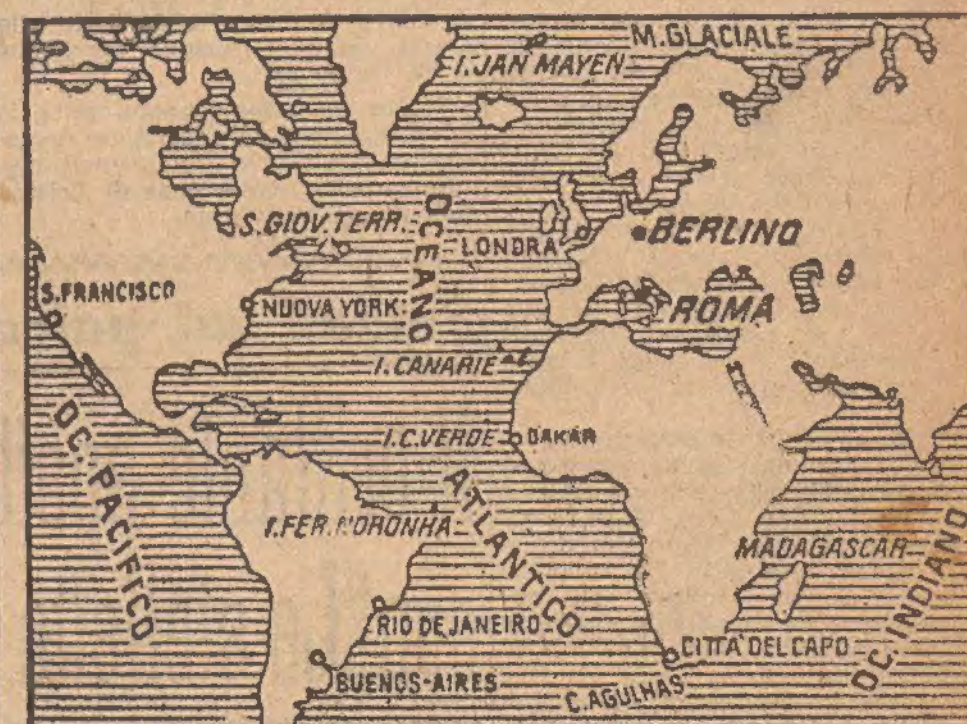 M. GLACIALE
I. JAN MAYEN
S. GIOV. TERR.
OCEANO
LONDRA
BERLINO
S. FRANCISCO
NUOVA YORK
ROMA
I. CANARIE
I. C. VERDE
DAKAR
OC. PACIFICO
ATLANTICO
I. FER. NORONHA
MADAGASCAR
OC. INDIANO
RIO DE JANEIRO
CITTÀ DEL CAPO
BUENOS-AIRES
C. AGULHAS